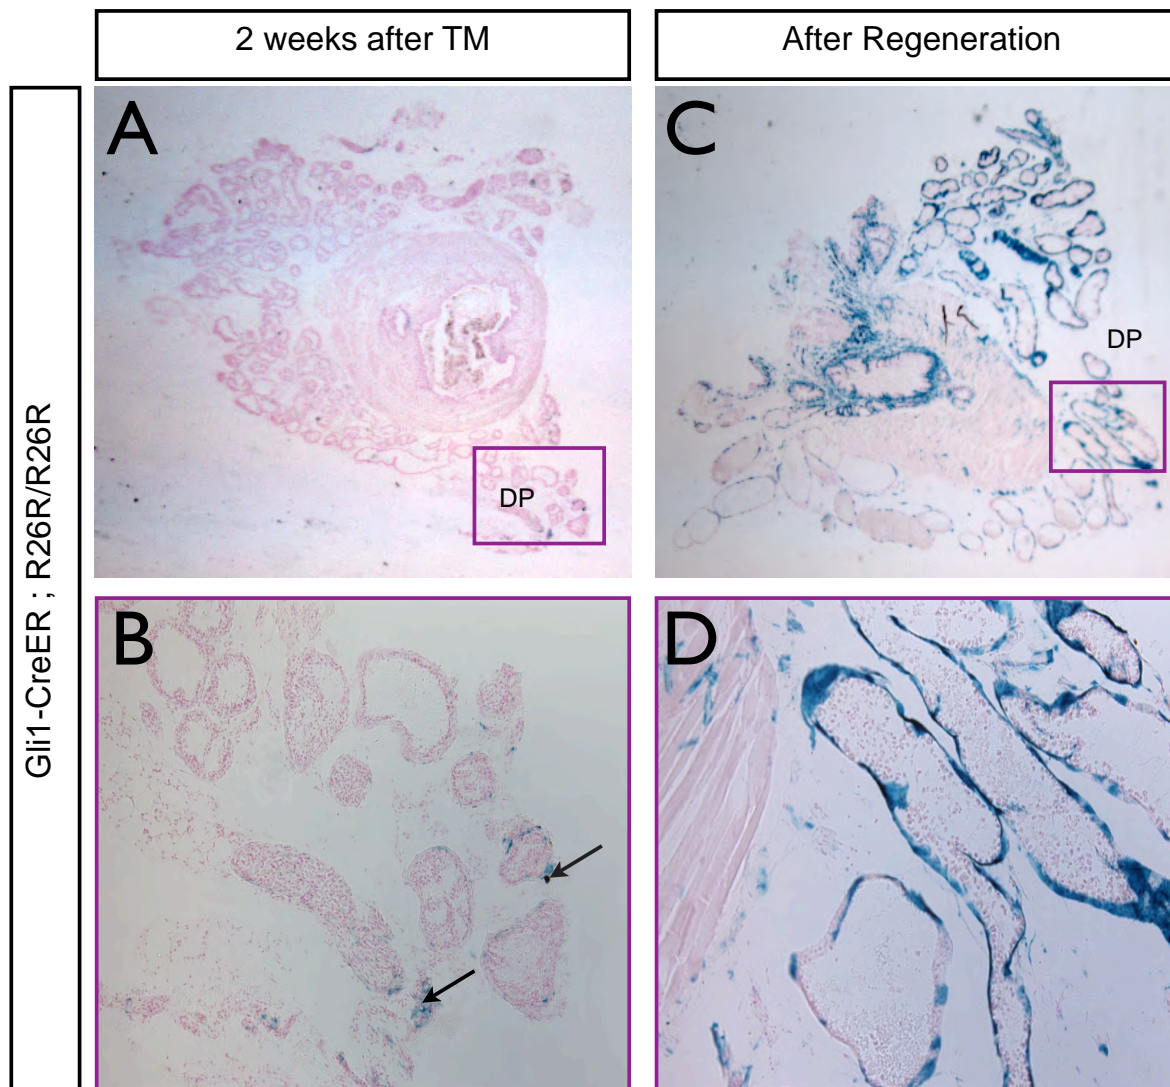 2 weeks after TM
After Regeneration
Gli1-CreER ; R26R/R26R
A
C
DP
DP
B
D